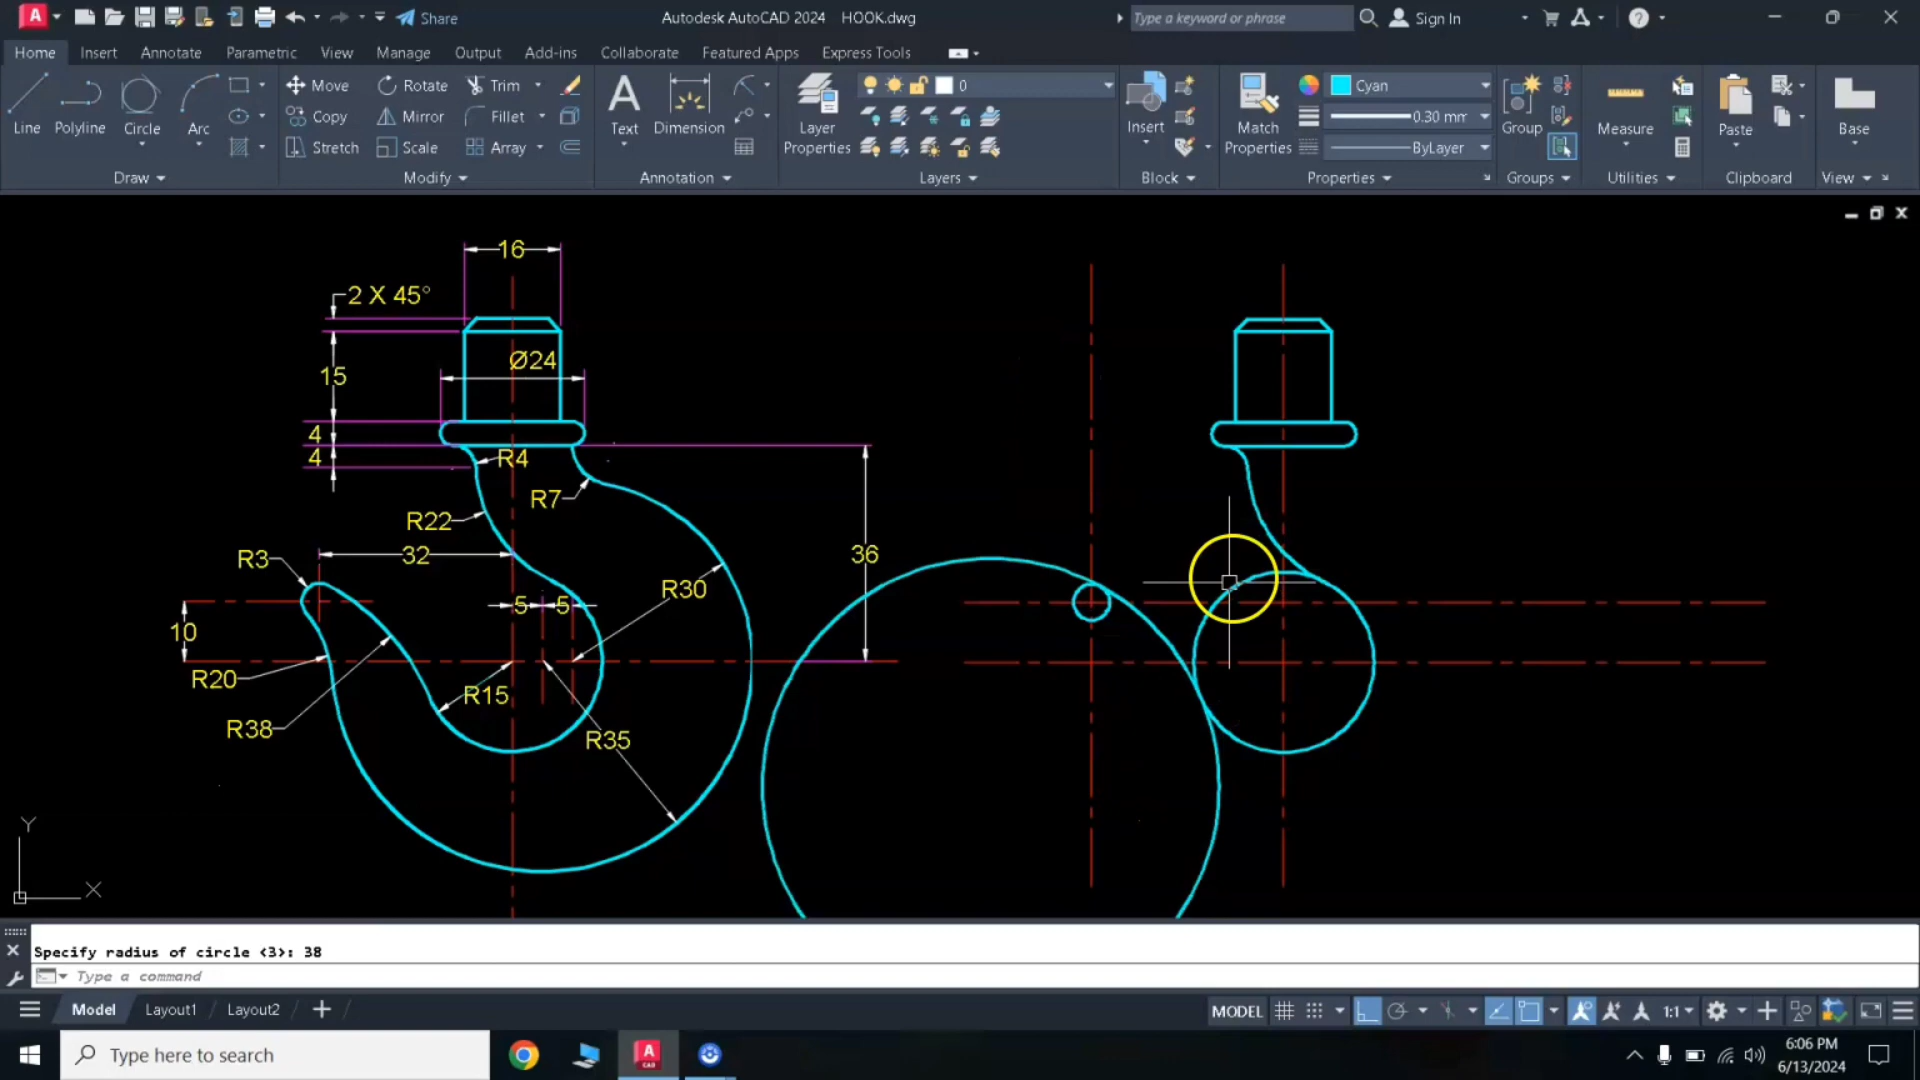 A
Share
Autodesk AutoCAD 2024 HOOK.dwg
Type a keyword or phrase
Sign In
Home Insert Annotate Parametric View Manage Output Add-ins Collaborate Featured Apps Express Tools
Line
Polyline
Circle
Arc
Draw
Move
Rotate
Trim
Copy
Mirror
Fillet
Stretch
Scale
Array
Modify
Text
Dimension
Annotation
Layer
Properties
0
Layers
Insert
Block
Match
Properties
Cyan
0.30 mm
ByLayer
Properties
Group
Groups
Measure
Utilities
Paste
Clipboard
Base
View
16
2 X 45°
15
Ø24
4
4
R4
R7
R22
32
R3
36
R30
5
5
10
R20
R15
R38
R35
Y
X
Specify radius of circle <3>: 38
Type a command
Model Layout1 Layout2
MODEL
1:1
Type here to search
A
CAD
6:06 PM
6/13/2024